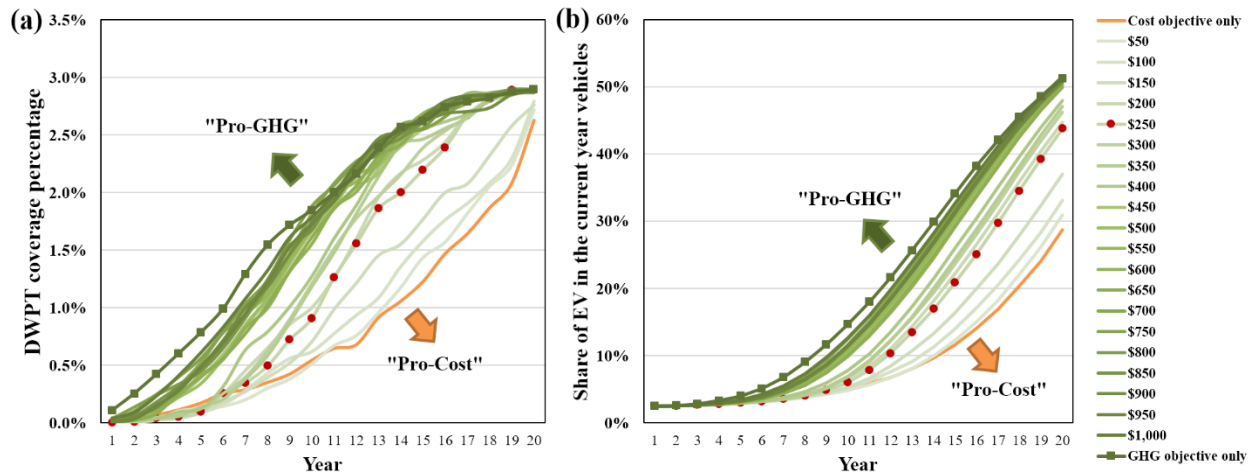 (a)
3.5%
3.0%
2.5%
2.0%
1.5%
1.0%
0.5%
0.0%
DWPT coverage percentage
"Pro-GHG"
"Pro-Cost"
1 2 3 4 5 6 7 8 9 10 11 12 13 14 15 16 17 18 19 20
Year
(b)
60%
50%
40%
30%
20%
10%
0%
Share of EV in the current year vehicles
"Pro-GHG"
"Pro-Cost"
1 2 3 4 5 6 7 8 9 10 11 12 13 14 15 16 17 18 19 20
Year
Cost objective only
$50
$100
$150
$200
$250
$300
$350
$400
$450
$500
$550
$600
$650
$700
$750
$800
$850
$900
$950
$1,000
GHG objective only